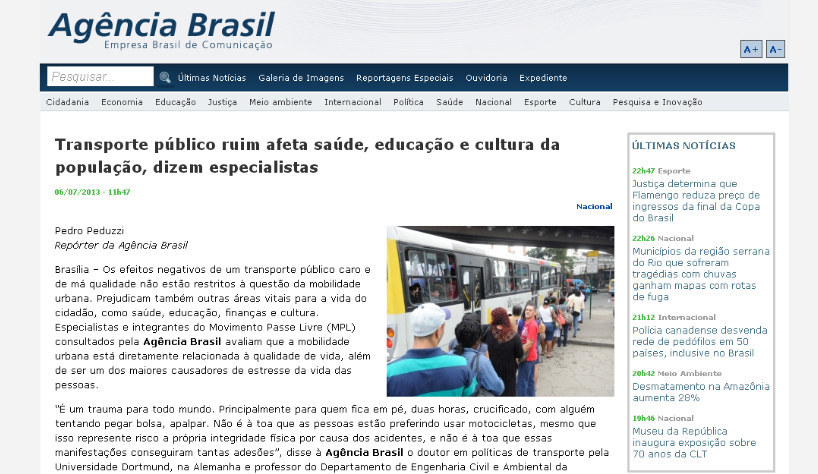 Agência Brasil
Empresa Brasil de Comunicação
A+ A-
Pesquisar... Últimas Notícias Galeria de Imagens Reportagens Especiais Ouvidoria Expediente
Cidadania Economia Educação Justiça Meio ambiente Internacional Política Saúde Nacional Esporte Cultura Pesquisa e Inovação
Transporte público ruim afeta saúde, educação e cultura da
população, dizem especialistas
06/07/2013 - 11h47
Nacional
Pedro Peduzzi
Repórter da Agência Brasil
Brasília – Os efeitos negativos de um transporte público caro e
de má qualidade não estão restritos à questão da mobilidade
urbana. Prejudicam também outras áreas vitais para a vida do
cidadão, como saúde, educação, finanças e cultura.
Especialistas e integrantes do Movimento Passe Livre (MPL)
consultados pela Agência Brasil avaliam que a mobilidade
urbana está diretamente relacionada à qualidade de vida, além
de ser um dos maiores causadores de estresse da vida das
pessoas.
“É um trauma para todo mundo. Principalmente para quem fica em pé, duas horas, crucificado, com alguém
tentando pegar bolsa, apalpar. Não é à toa que as pessoas estão preferindo usar motocicletas, mesmo que
isso represente risco a própria integridade física por causa dos acidentes, e não é à toa que essas
manifestações conseguiram tantas adesões”, disse à Agência Brasil o doutor em políticas de transporte pela
Universidade Dortmund, na Alemanha e professor do Departamento de Engenharia Civil e Ambiental da
ÚLTIMAS NOTÍCIAS
22h47 Esporte
Justiça determina que
Flamengo reduza preço de
ingressos da final da Copa
do Brasil
22h26 Nacional
Municípios da região serrana
do Rio que sofreram
tragédias com chuvas
ganham mapas com rotas
de fuga
21h12 Internacional
Polícia canadense desvenda
rede de pedófilos em 50
países, inclusive no Brasil
20h42 Meio Ambiente
Desmatamento na Amazônia
aumenta 28%
19h46 Nacional
Museu da República
inaugura exposição sobre
70 anos da CLT